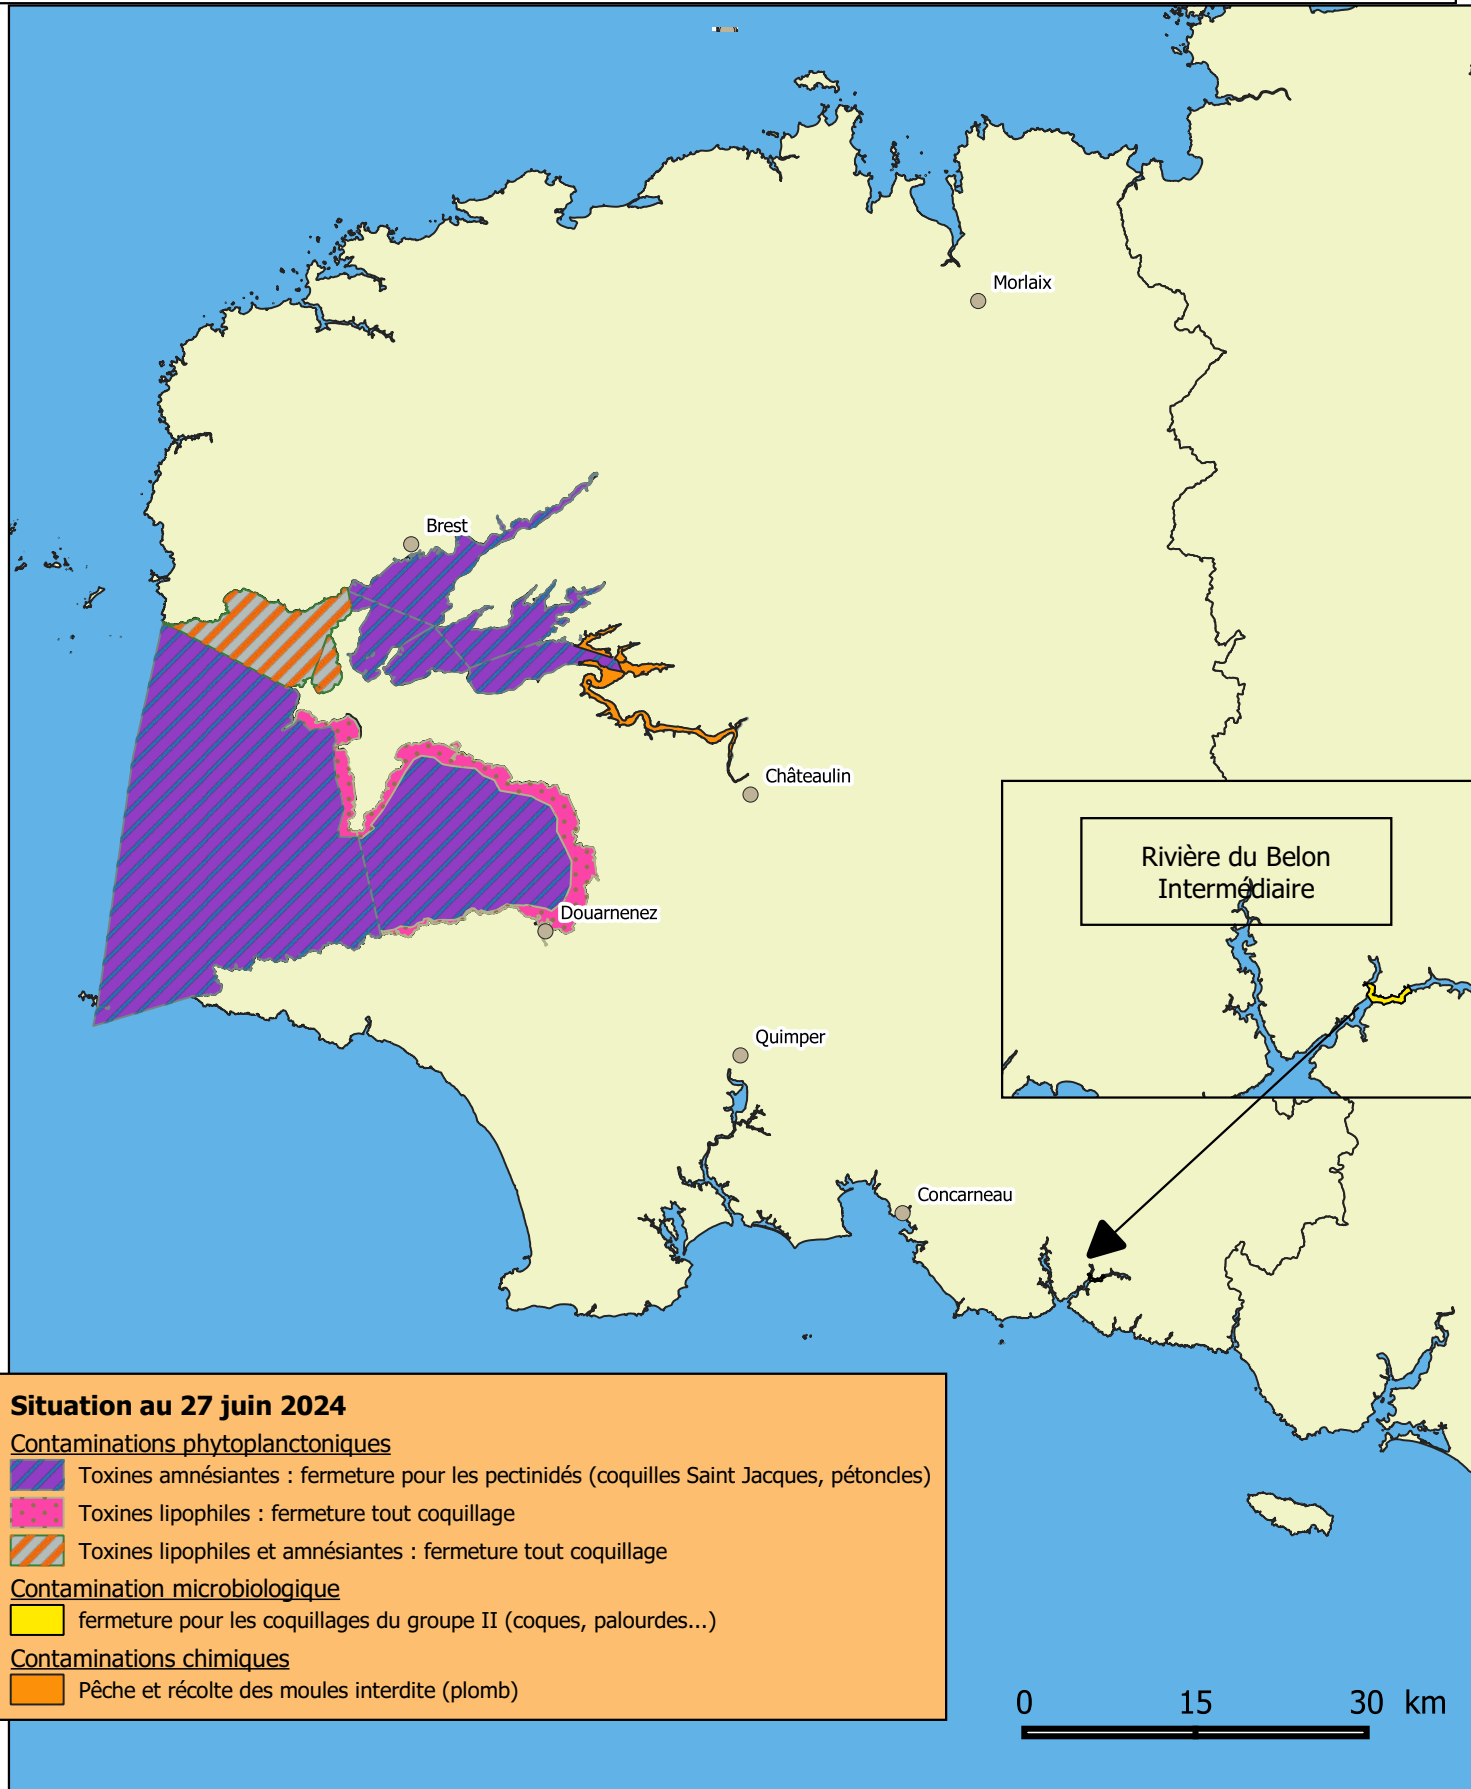 Morlaix
Brest
Châteaulin
Rivière du Belon
Intermédiaire
Douarnenez
Quimper
Concarneau
Situation au 27 juin 2024
Contaminations phytoplanctoniques
Toxines amnésiantes : fermeture pour les pectinidés (coquilles Saint Jacques, pétoncles)
Toxines lipophiles : fermeture tout coquillage
Toxines lipophiles et amnésiantes : fermeture tout coquillage
Contamination microbiologique
fermeture pour les coquillages du groupe II (coques, palourdes...)
Contaminations chimiques
Pêche et récolte des moules interdite (plomb)
0 15 30 km